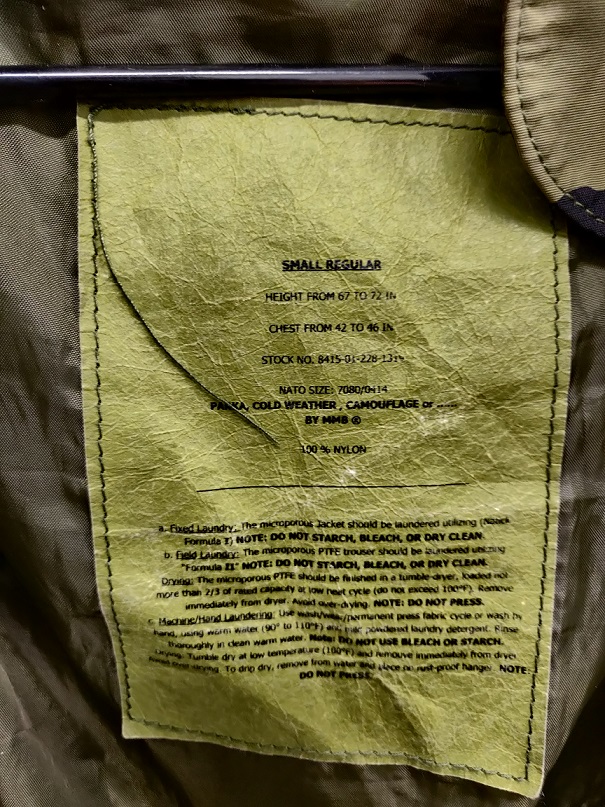 SMALL REGULAR
HEIGHT FROM 67 TO 72 IN
CHEST FROM 42 TO 46 IN
STOCK NO. 8415-01-228-131
NATO SIZE: 7080/0414
PARKA, COLD WEATHER , CAMOUFLAGE or ......
BY MMB ®
100 % NYLON
a. Fixed Laundry: The microporous Jacket should be laundered utilizing (Natick
Formula 3) NOTE: DO NOT STARCH, BLEACH, OR DRY CLEAN.
b. Field Laundry: The microporous PTFE trouser should be laundered utilizing
"Formula II" NOTE: DO NOT STARCH, BLEACH, OR DRY CLEAN.
Drying: The microporous PTFE should be finished in a tumble-dryer, loaded not
more than 2/3 of rated capacity at low heat cycle (do not exceed 100°F). Remove
immediately from dryer. Avoid over-drying. NOTE: DO NOT PRESS.
c. Machine/Hand Laundering: Use wash/wear/permanent press fabric cycle or wash by
hand, using warm water (90° to 110°F) and powdered laundry detergent. Rinse
thoroughly in clean warm water. Note: DO NOT USE BLEACH OR STARCH.
Drying: Tumble dry at low temperature (100°F) and remove immediately from dryer
drying. To drip dry, remove from water and place on rust-proof hanger. NOTE:
DO NOT PRESS.